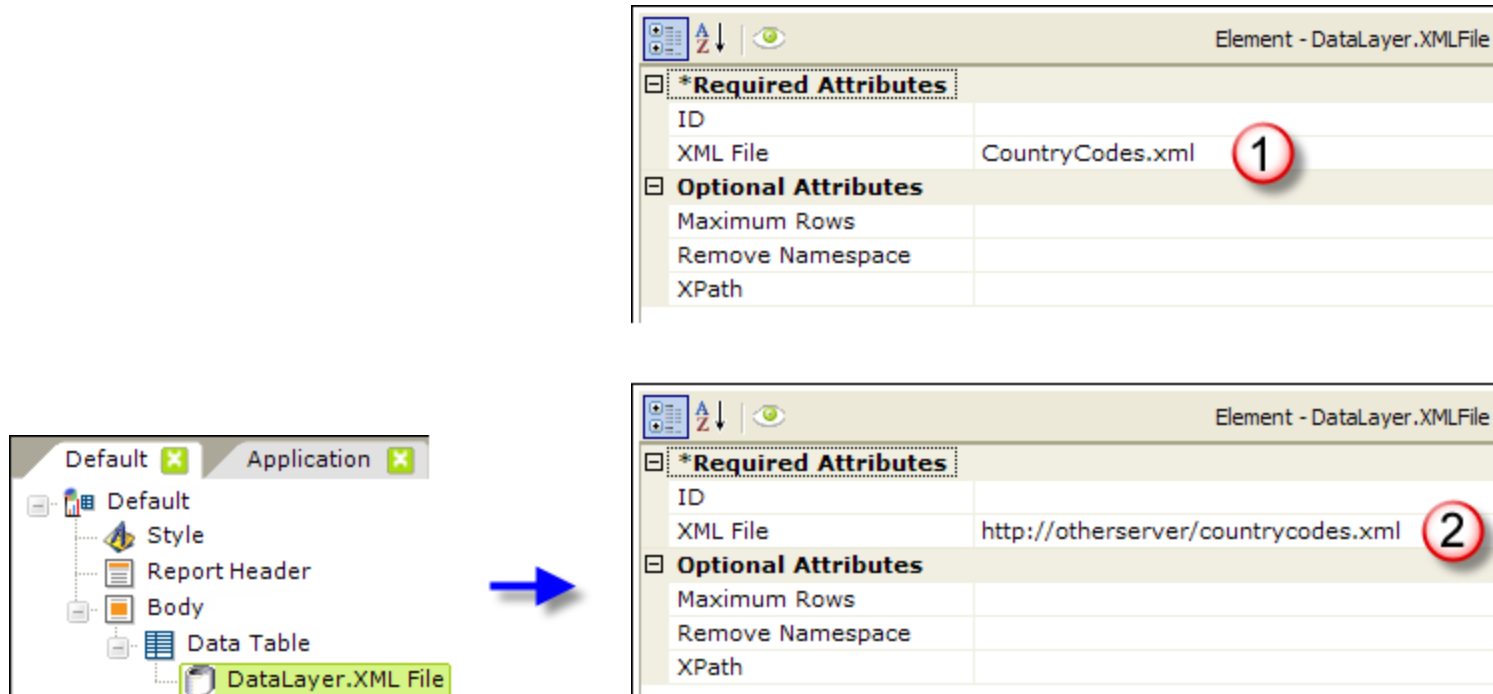 Element - DataLayer.XMLFile
*Required Attributes
ID
XML File CountryCodes.xml 1
Optional Attributes
Maximum Rows
Remove Namespace
XPath
Default Application
Default
Style
Report Header
Body
Data Table
DataLayer.XML File
Element - DataLayer.XMLFile
*Required Attributes
ID
XML File http://otherserver/countrycodes.xml 2
Optional Attributes
Maximum Rows
Remove Namespace
XPath